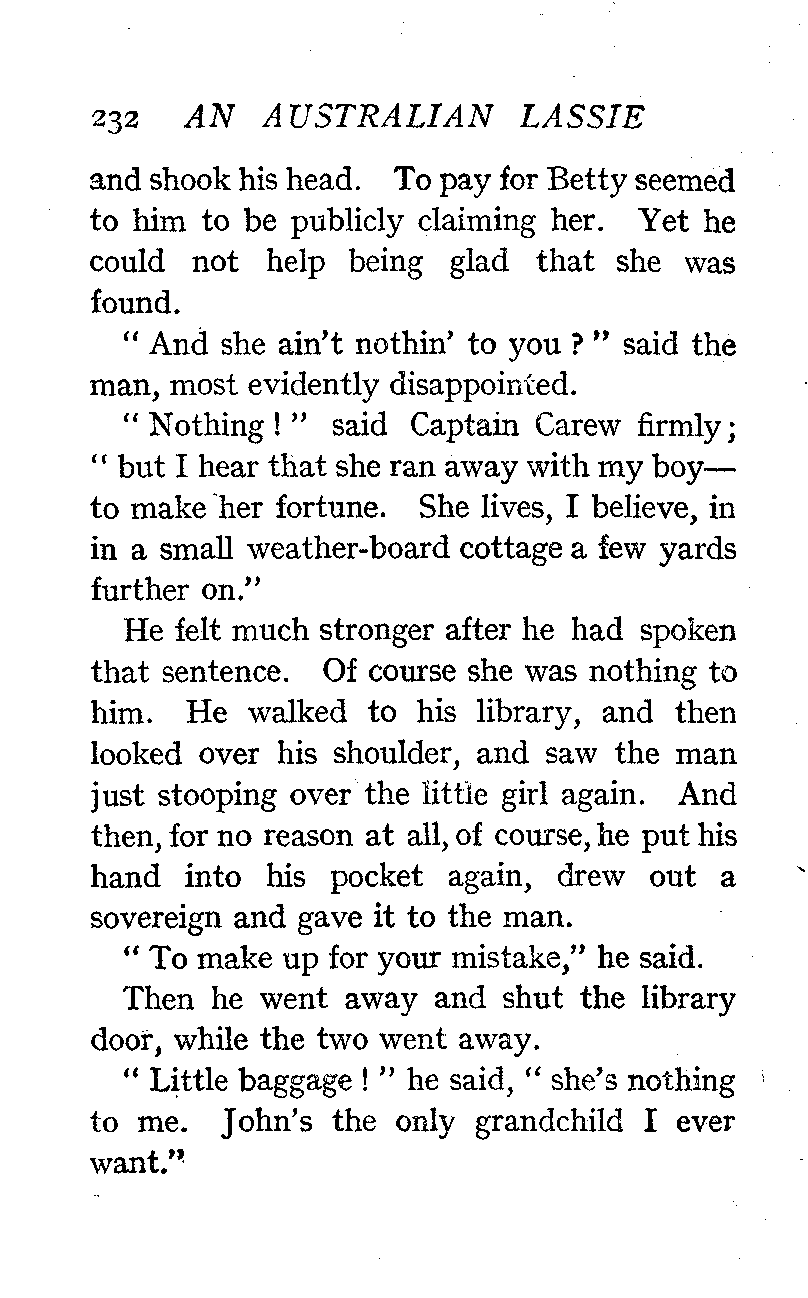 232 AN AUSTRALIAN LASSIE
and shook his head. To pay for Betty seemed
to him to be publicly claiming her. Yet he
could not help being glad that she was
found.
“ And she ain't nothin' to you ? ” said the
man, most evidently disappointed.
“ Nothing ! ” said Captain Carew firmly ;
“ but I hear that she ran away with my boy—
to make her fortune. She lives, I believe, in
in a small weather-board cottage a few yards
further on.”
He felt much stronger after he had spoken
that sentence. Of course she was nothing to
him. He walked to his library, and then
looked over his shoulder, and saw the man
just stooping over the little girl again. And
then, for no reason at all, of course, he put his
hand into his pocket again, drew out a
sovereign and gave it to the man.
“ To make up for your mistake,” he said.
Then he went away and shut the library
door, while the two went away.
“ Little baggage ! ” he said, “ she's nothing
to me. John's the only grandchild I ever
want.”